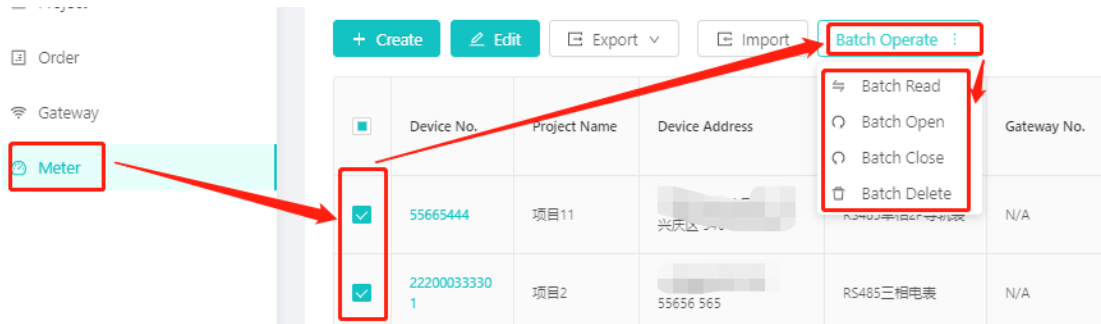 Project
Order
Gateway
Meter
+ Create
Edit
Export
Import
Batch Operate
Batch Read
Batch Open
Batch Close
Batch Delete
Device No.
Project Name
Device Address
Gateway No.
55665444
项目11
兴庆区
N/A
22200033330
1
项目2
55656 565
RS485三相电表
N/A